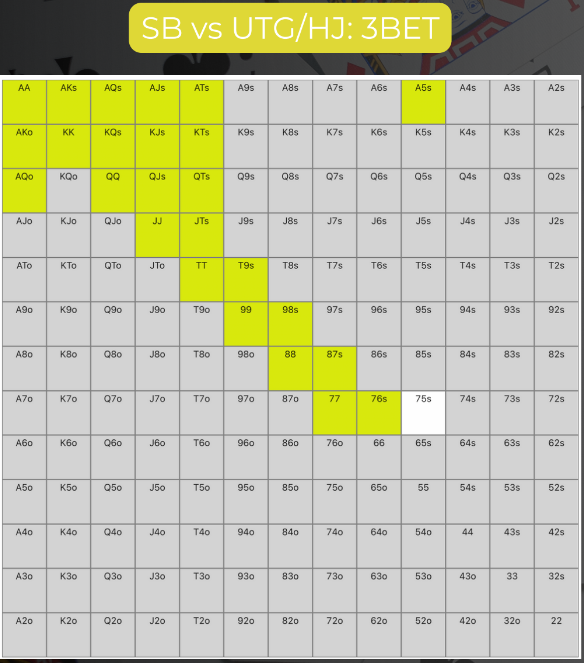 SB vs UTG/HJ: 3BET
AA AKs AQs AJs ATs A9s A8s A7s A6s A5s A4s A3s A2s
AKo KK KQs KJs KTs K9s K8s K7s K6s K5s K4s K3s K2s
AQo KQo QQ QJs QTs Q9s Q8s Q7s Q6s Q5s Q4s Q3s Q2s
AJo KJo QJo JJ JTs J9s J8s J7s J6s J5s J4s J3s J2s
ATo KTo QTo JTo TT T9s T8s T7s T6s T5s T4s T3s T2s
A9o K9o Q9o J9o T9o 99 98s 97s 96s 95s 94s 93s 92s
A8o K8o Q8o J8o T8o 98o 88 87s 86s 85s 84s 83s 82s
A7o K7o Q7o J7o T7o 97o 87o 77 76s 75s 74s 73s 72s
A6o K6o Q6o J6o T6o 96o 86o 76o 66 65s 64s 63s 62s
A5o K5o Q5o J5o T5o 95o 85o 75o 65o 55 54s 53s 52s
A4o K4o Q4o J4o T4o 94o 84o 74o 64o 54o 44 43s 42s
A3o K3o Q3o J3o T3o 93o 83o 73o 63o 53o 43o 33 32s
A2o K2o Q2o J2o T2o 92o 82o 72o 62o 52o 42o 32o 22